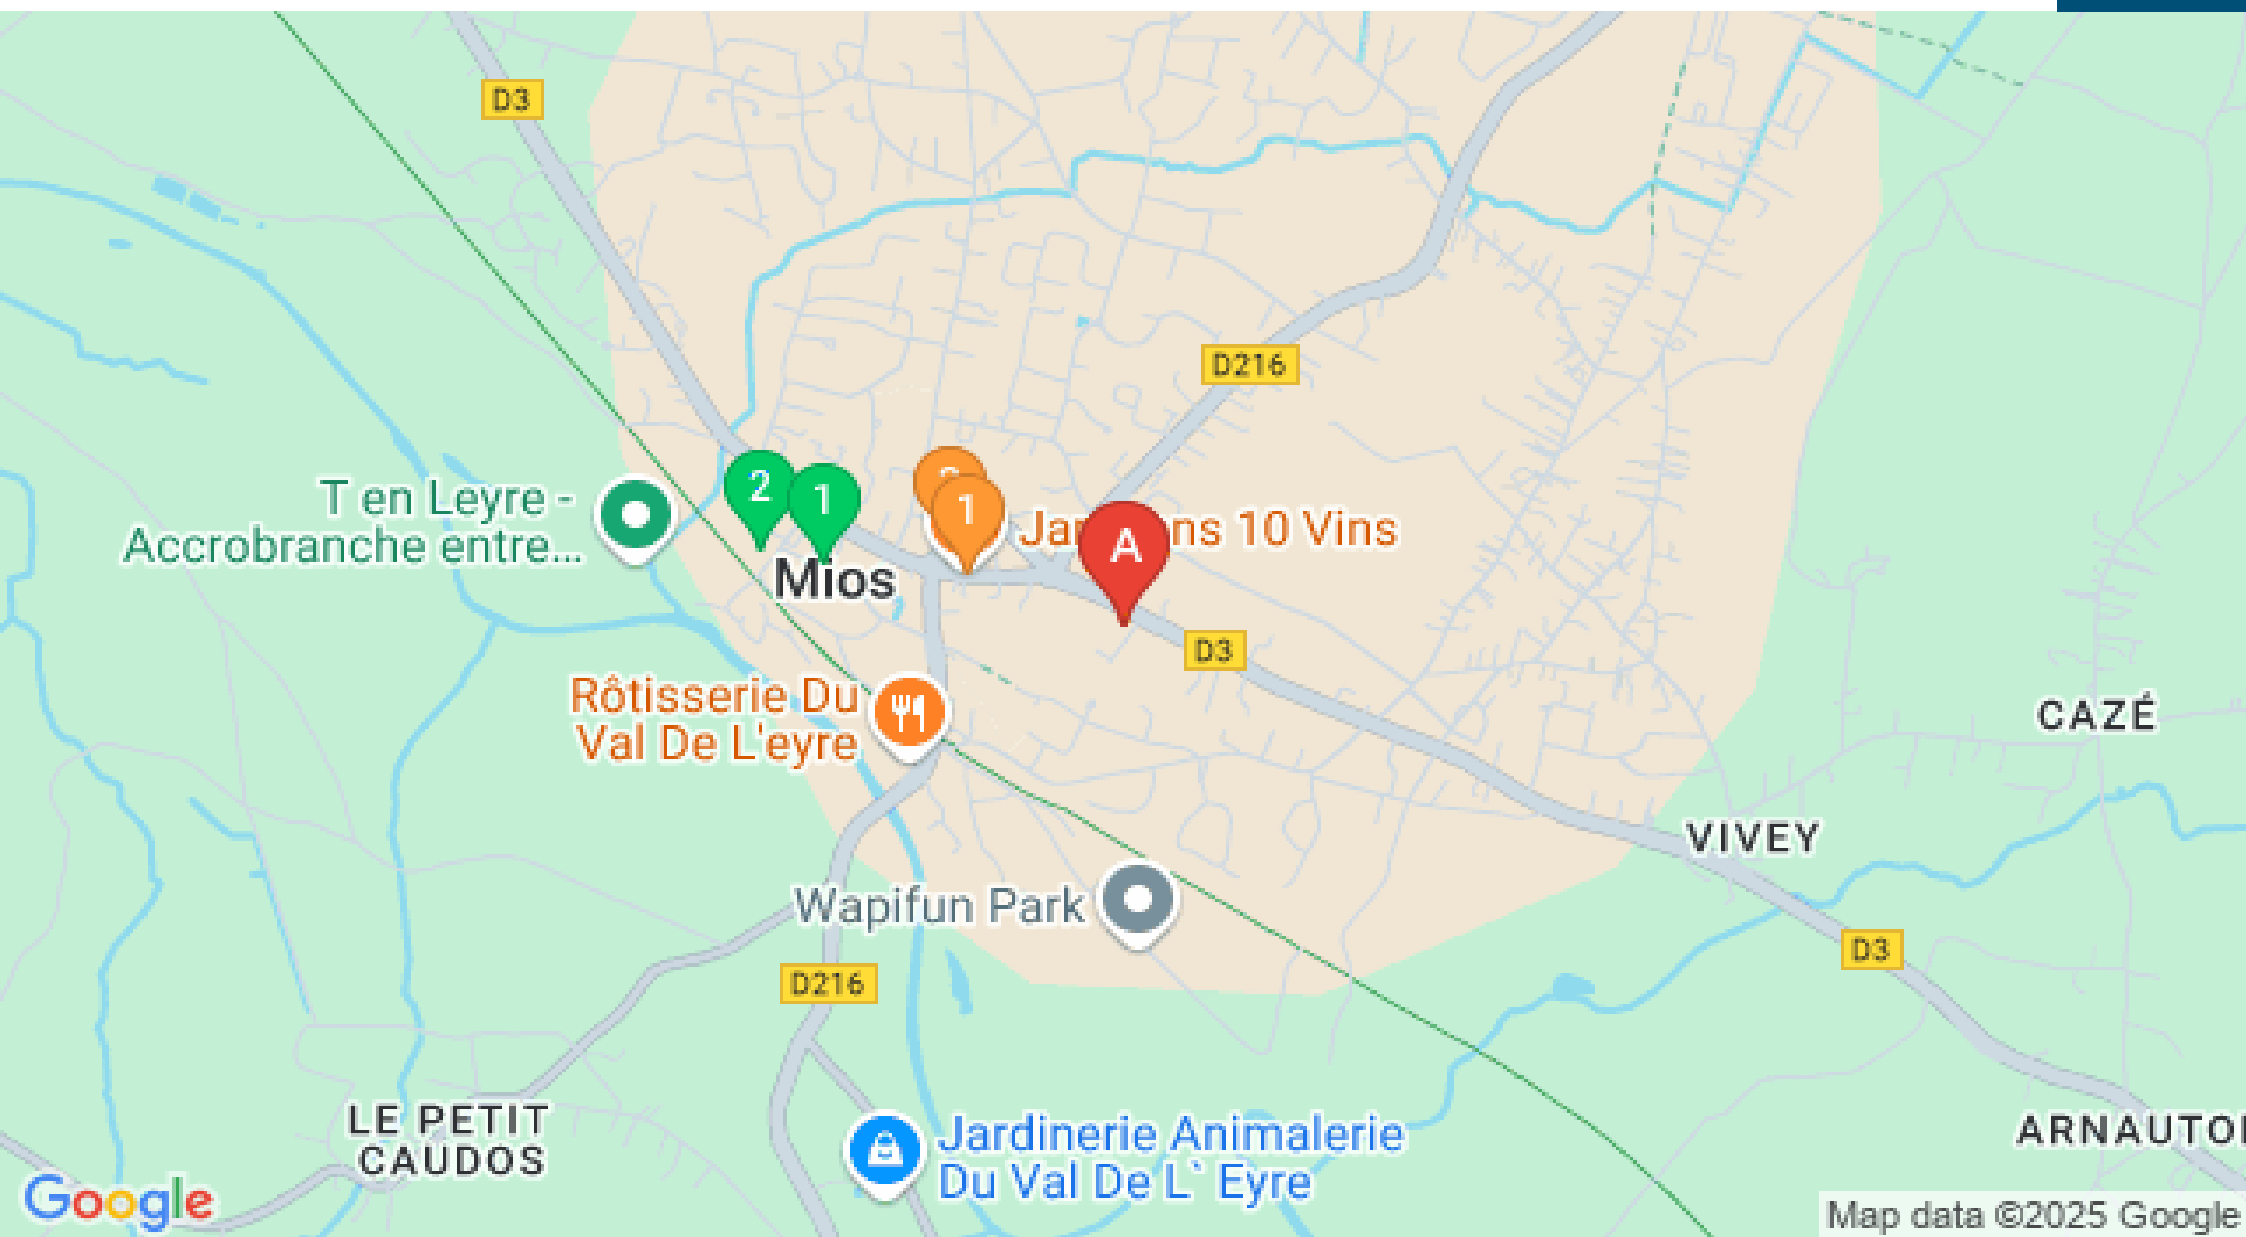 D3
D216
2
1
1
T en Leyre -
Accrobranche entre...
10 Vins
A
Mios
D3
Rôtisserie Du
Val De L'eyre
CAZÉ
VIVEY
Wapifun Park
D3
D216
LE PETIT
CAUDOS
Jardinerie Animalerie
Du Val De L` Eyre
Google
Map data ©2025 Google